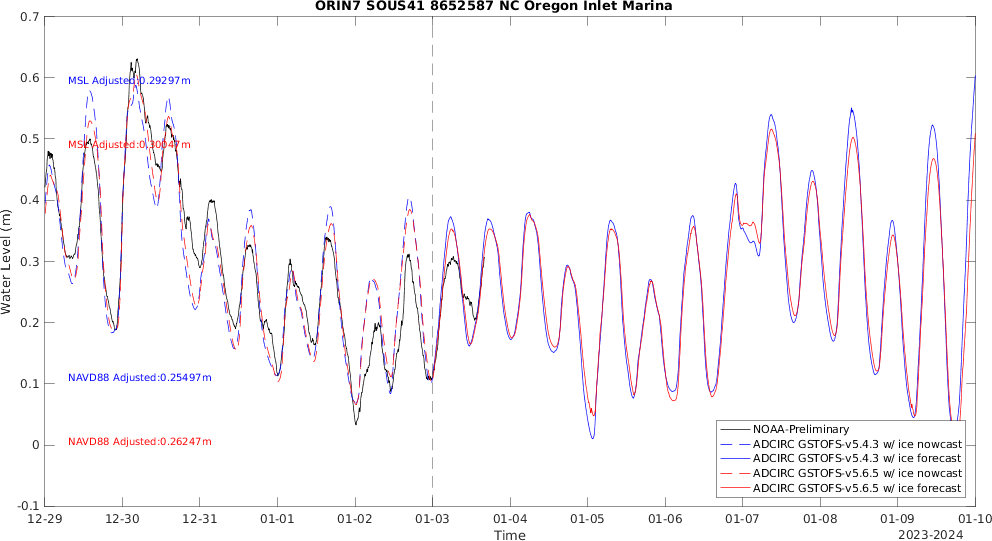 ORIN7 SOUS41 8652587 NC Oregon Inlet Marina
Water Level (m)
0.7
0.6
0.5
0.4
0.3
0.2
0.1
0
-0.1
MSL Adjusted:0.29297m
MSL Adjusted:0.30047m
NAVD88 Adjusted:0.25497m
NAVD88 Adjusted:0.26247m
NOAA-Preliminary
ADCIRC GSTOFS-v5.4.3 w/ ice nowcast
ADCIRC GSTOFS-v5.4.3 w/ ice forecast
ADCIRC GSTOFS-v5.6.5 w/ ice nowcast
ADCIRC GSTOFS-v5.6.5 w/ ice forecast
12-29 12-30 12-31 01-01 01-02 01-03 01-04 01-05 01-06 01-07 01-08 01-09 01-10
Time
2023-2024